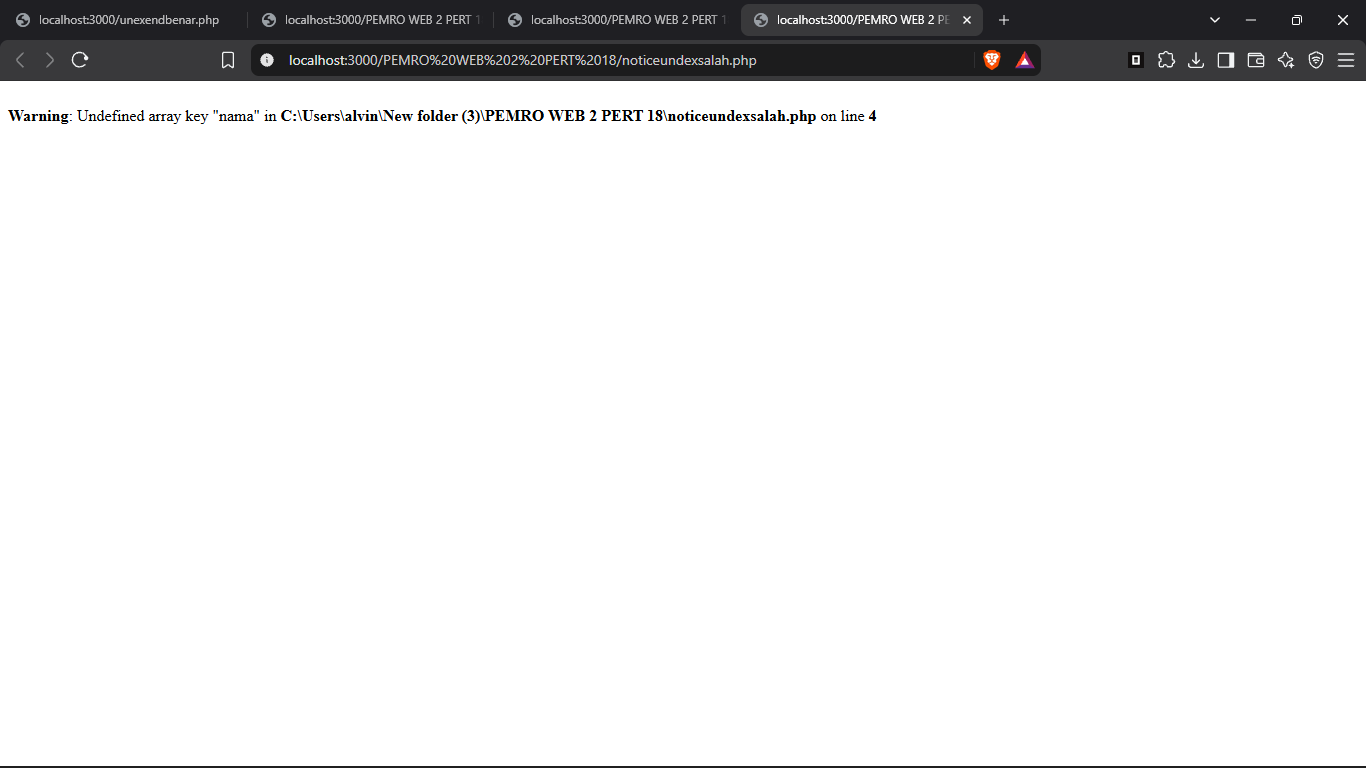 localhost:3000/unexendbenar.php
localhost:3000/PEMRO WEB 2 PERT 1
localhost:3000/PEMRO WEB 2 PERT 1
localhost:3000/PEMRO WEB 2 PE
localhost:3000/PEMRO%20WEB%202%20PERT%2018/noticeundexsalah.php
Warning: Undefined array key "nama" in C:\Users\alvin\New folder (3)\PEMRO WEB 2 PERT 18\noticeundexsalah.php on line 4